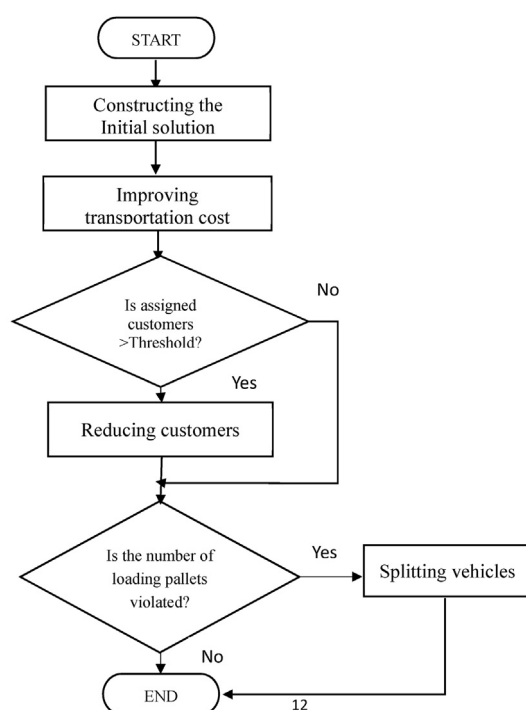 START
Constructing the
Initial solution
Improving
transportation cost
Is assigned
customers
>Threshold?
No
Yes
Reducing customers
Is the number of
loading pallets
violated?
Yes
Splitting vehicles
No
END
12